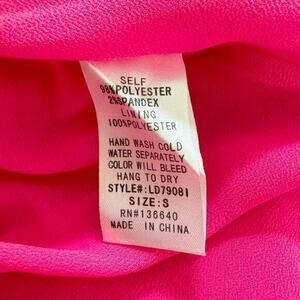 SELF
98%POLYESTER
2%SPANDEX
LINING
100%POLYESTER
HAND WASH COLD
WATER SEPARATELY
COLOR WILL BLEED
HANG TO DRY
STYLE#: LD7908I
SIZE:S
RN#136640
MADE IN CHINA